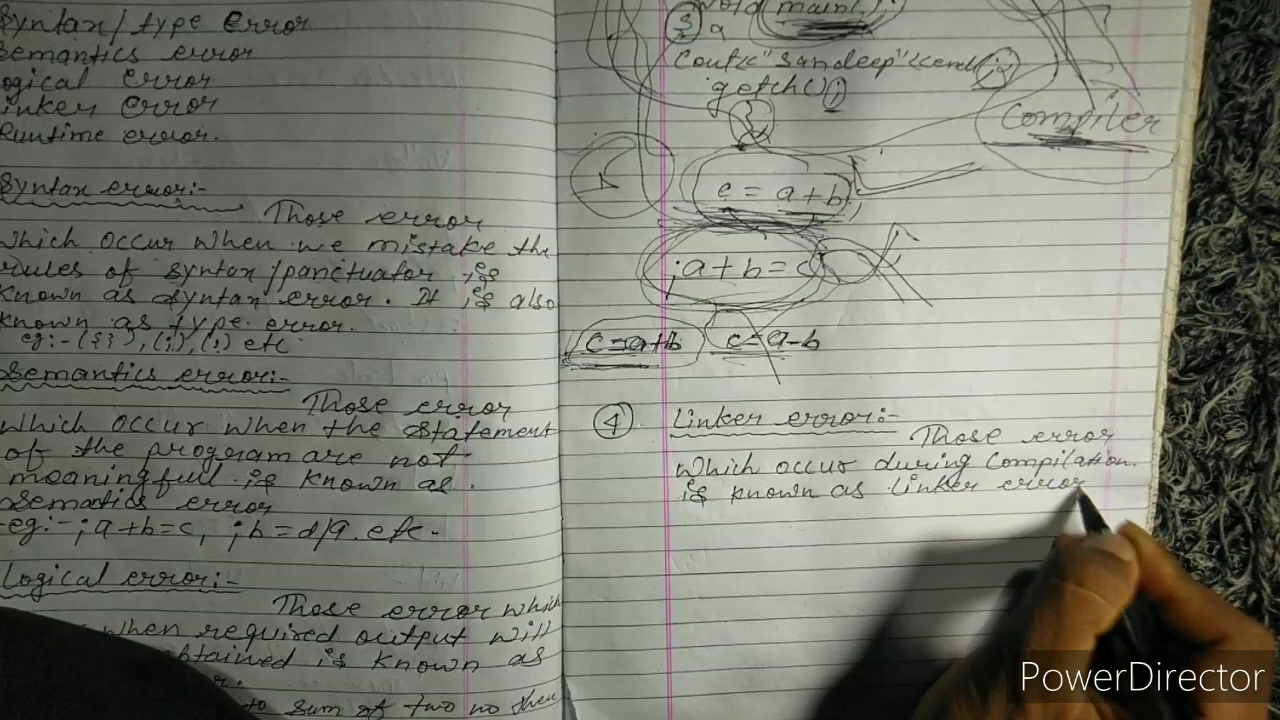 Syntax/type error
Semantics error
ogical error
inker error
Runtime error.
Syntax error:-
Those error
which occur when we mistake the
rules of syntax/punctuator is
known as syntax error. It is also
known as type error.
eg:- ({ }), (;), (,) etc.
Semantics error:-
Those error
which occur when the statement
of the program are not
meaningfull is known as
Sematics error
eg:- ; a+b=c, ; b=d/a. etc.
Logical error:-
Those error which
when required output will
obtained is known as
to sum of two no then
void main()
{
Cout<<"Sandeep"<<endl;
getch();
}
Compiler
c = a+b;
;a+b=c
c=a+b c=a-b
4 Linker error:-
Those error
which occur during Compilation
is known as linker error
PowerDirector